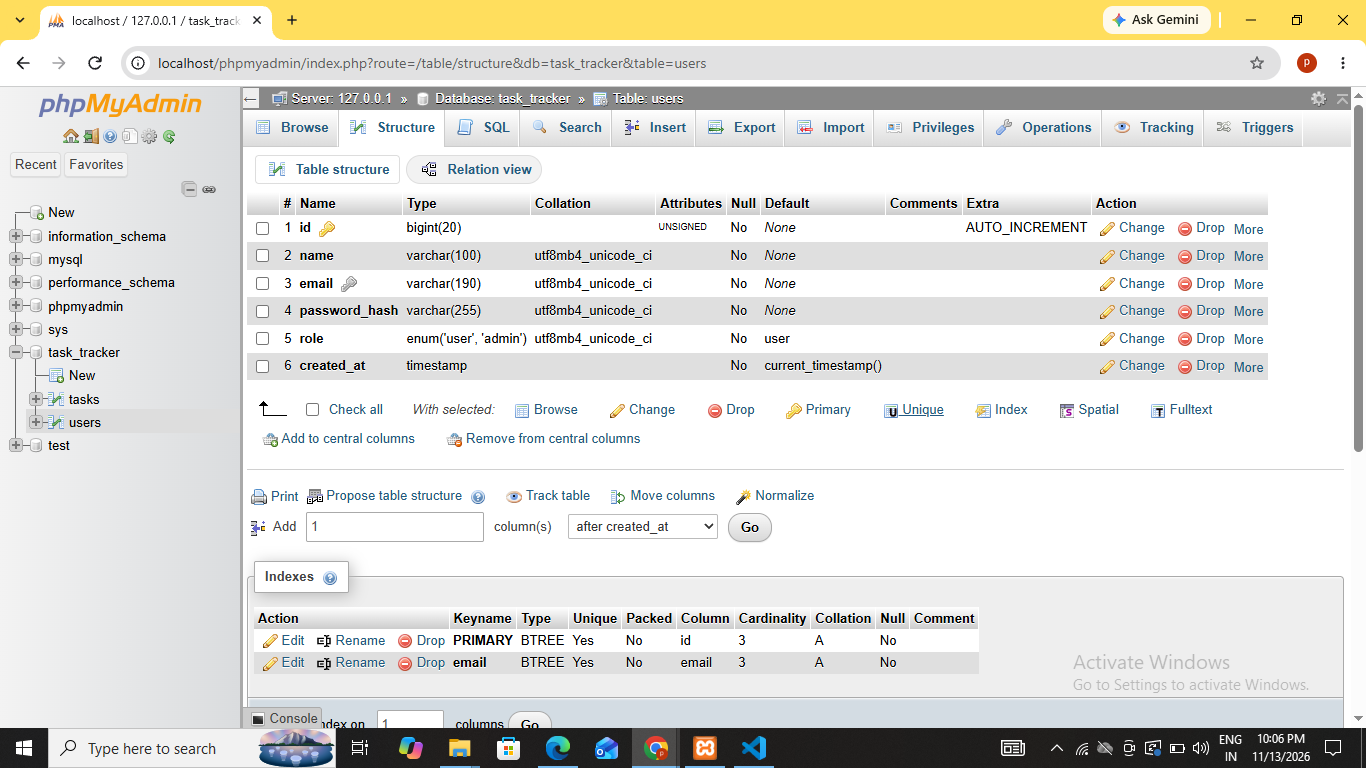 localhost / 127.0.0.1 / task_track
Ask Gemini
localhost/phpmyadmin/index.php?route=/table/structure&db=task_tracker&table=users
p
phpMyAdmin
Recent Favorites
New
information_schema
mysql
performance_schema
phpmyadmin
sys
task_tracker
New
tasks
users
test
Server: 127.0.0.1 » Database: task_tracker » Table: users
Browse Structure SQL Search Insert Export Import Privileges Operations Tracking Triggers
Table structure Relation view
# Name Type Collation Attributes Null Default Comments Extra Action
1 id bigint(20) UNSIGNED No None AUTO_INCREMENT Change Drop More
2 name varchar(100) utf8mb4_unicode_ci No None Change Drop More
3 email varchar(190) utf8mb4_unicode_ci No None Change Drop More
4 password_hash varchar(255) utf8mb4_unicode_ci No None Change Drop More
5 role enum('user', 'admin') utf8mb4_unicode_ci No user Change Drop More
6 created_at timestamp No current_timestamp() Change Drop More
Check all With selected: Browse Change Drop Primary Unique Index Spatial Fulltext
Add to central columns Remove from central columns
Print Propose table structure Track table Move columns Normalize
Add 1 column(s) after created_at Go
Indexes
Action Keyname Type Unique Packed Column Cardinality Collation Null Comment
Edit Rename Drop PRIMARY BTREE Yes No id 3 A No
Edit Rename Drop email BTREE Yes No email 3 A No
Activate Windows
Go to Settings to activate Windows.
Console
on 1 columns Go
Type here to search
ENG
IN
10:06 PM
11/13/2026